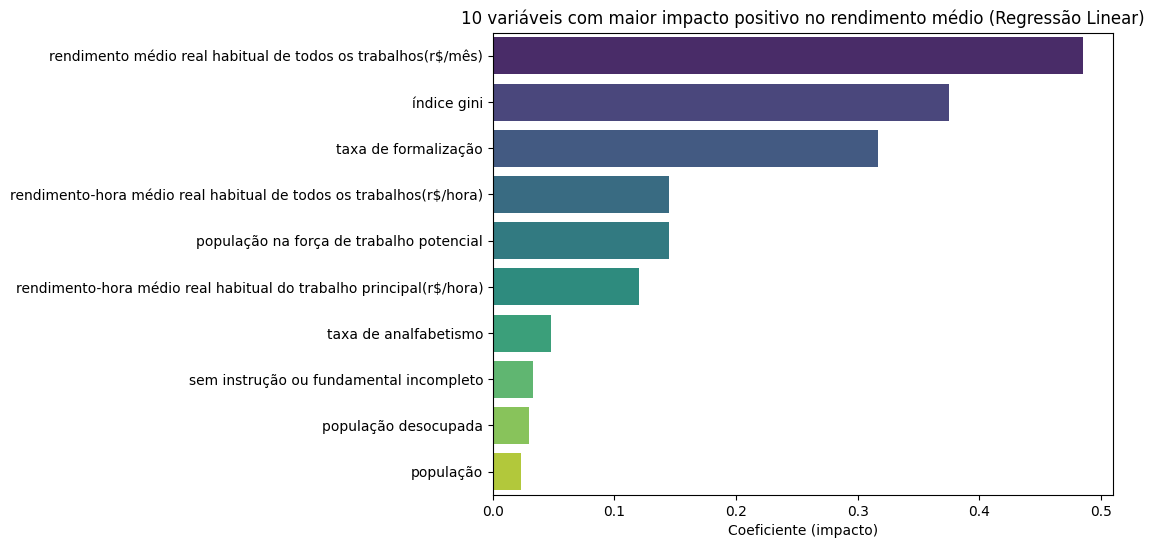 10 variáveis com maior impacto positivo no rendimento médio (Regressão Linear)
rendimento médio real habitual de todos os trabalhos(r$/mês)
índice gini
taxa de formalização
rendimento-hora médio real habitual de todos os trabalhos(r$/hora)
população na força de trabalho potencial
rendimento-hora médio real habitual do trabalho principal(r$/hora)
taxa de analfabetismo
sem instrução ou fundamental incompleto
população desocupada
população
0.0 0.1 0.2 0.3 0.4 0.5
Coeficiente (impacto)